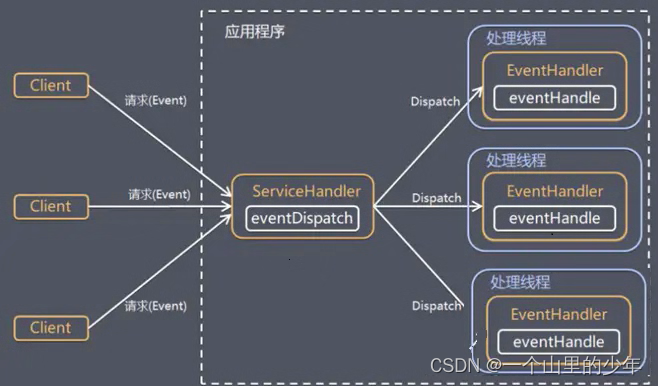 应用程序
处理线程
EventHandler
eventHandle
Client
请求(Event)
Dispatch
处理线程
ServiceHandler
EventHandler
Client
请求(Event)
eventDispatch
Dispatch
eventHandle
处理线程
Client
请求(Event)
Dispatch
EventHandler
eventHandle
CSDN @一个山里的少年